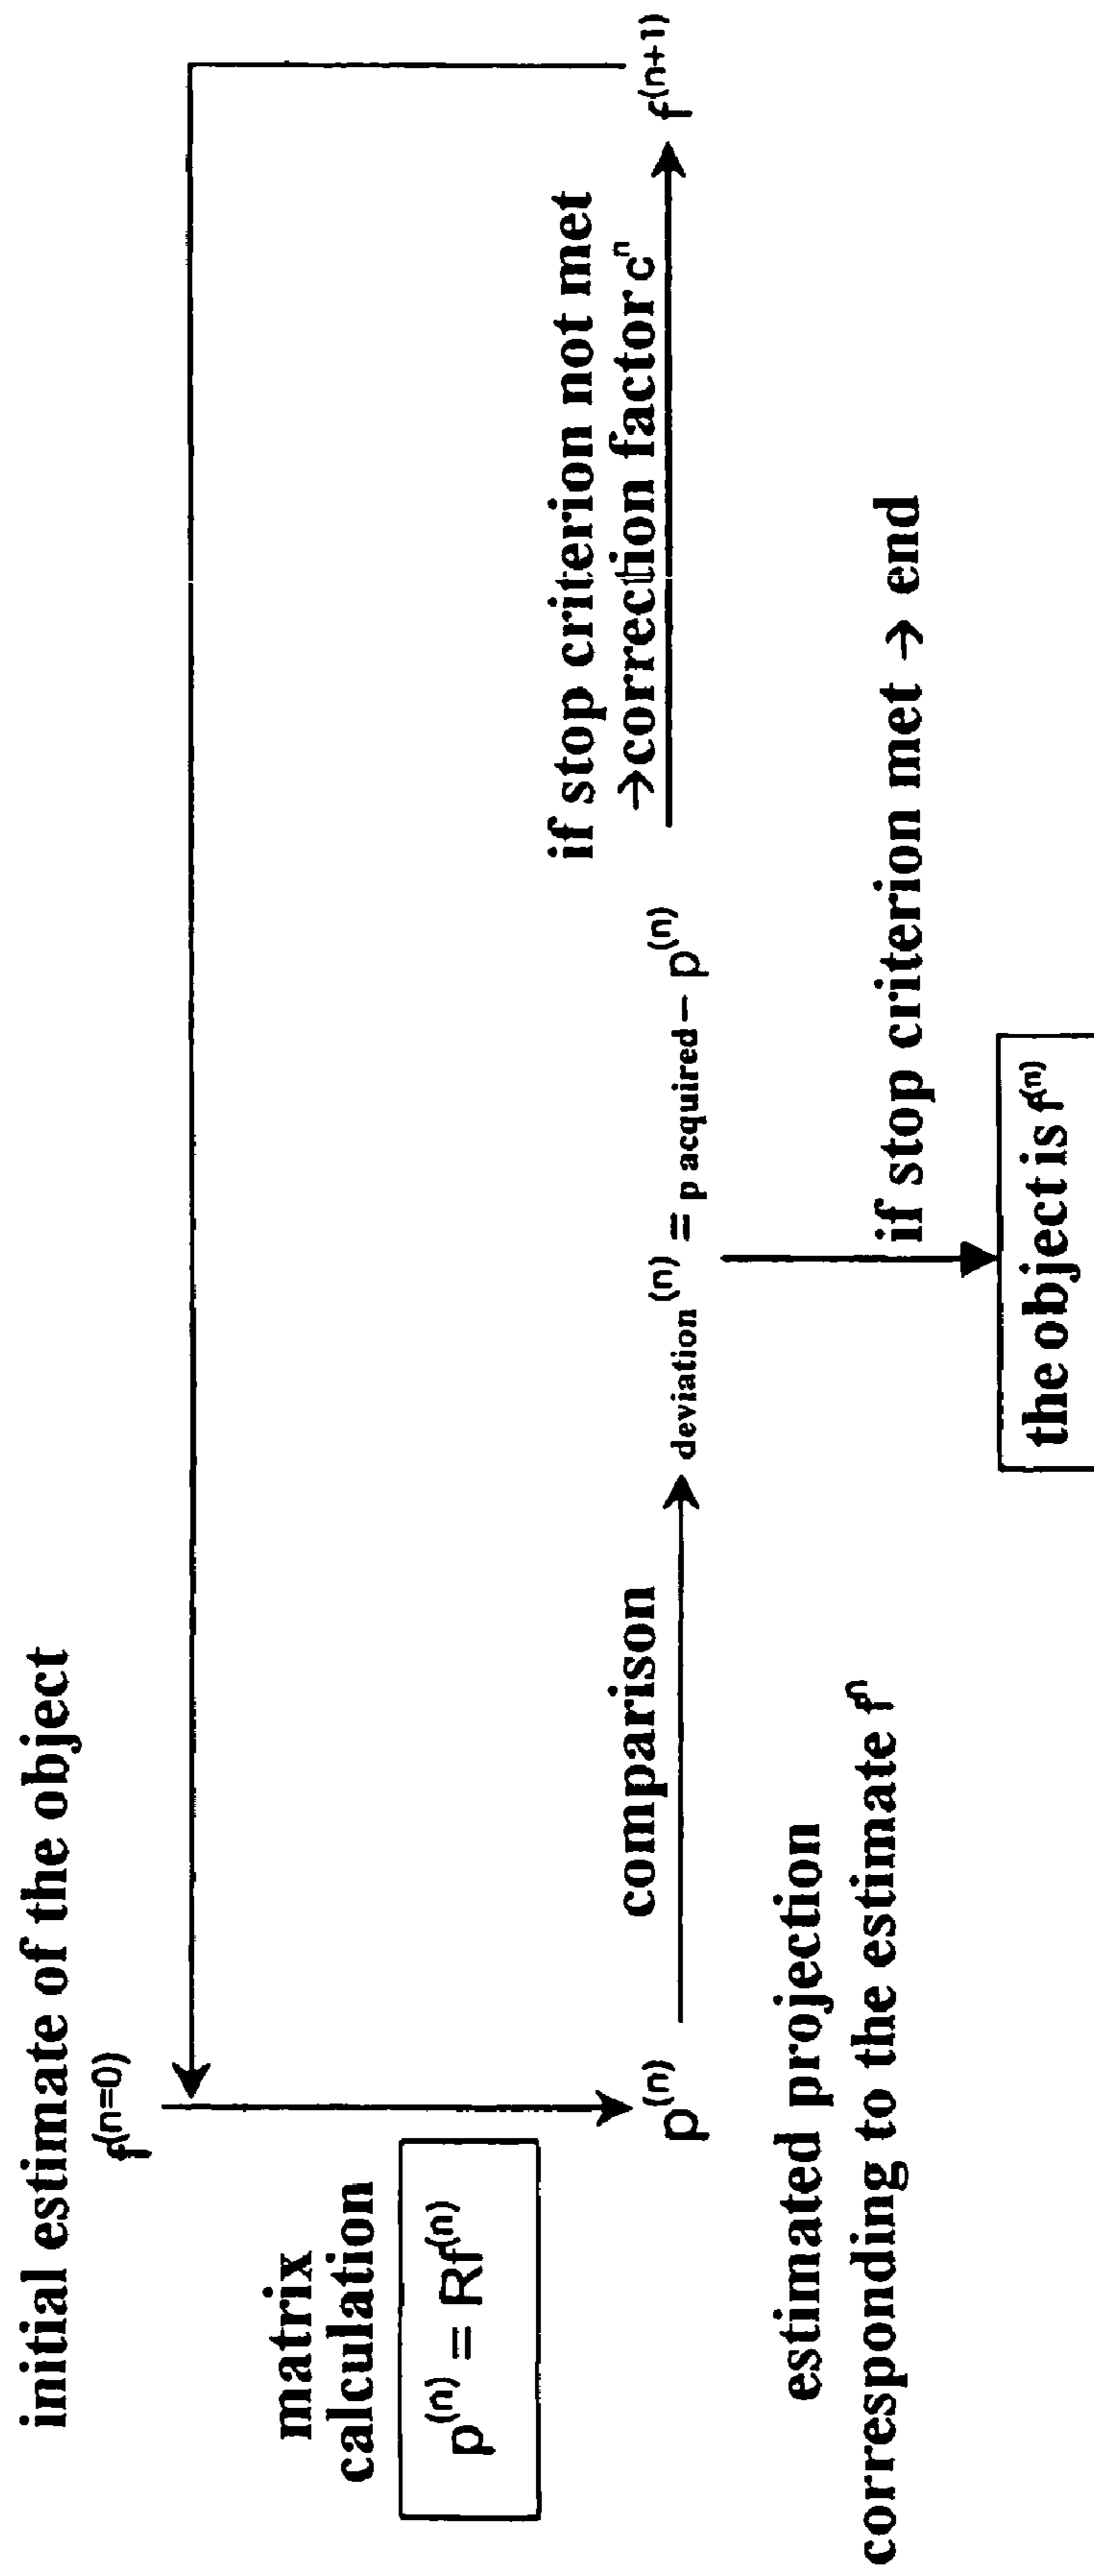 initial estimate of the object
f(n=0)
matrix
calculation
p(n) = Rf(n)
p(n)
estimated projection
corresponding to the estimate fn
comparison
deviation(n) = p acquired − p(n)
if stop criterion not met
→correction factor cn
f(n+1)
if stop criterion met → end
the object is f(n)